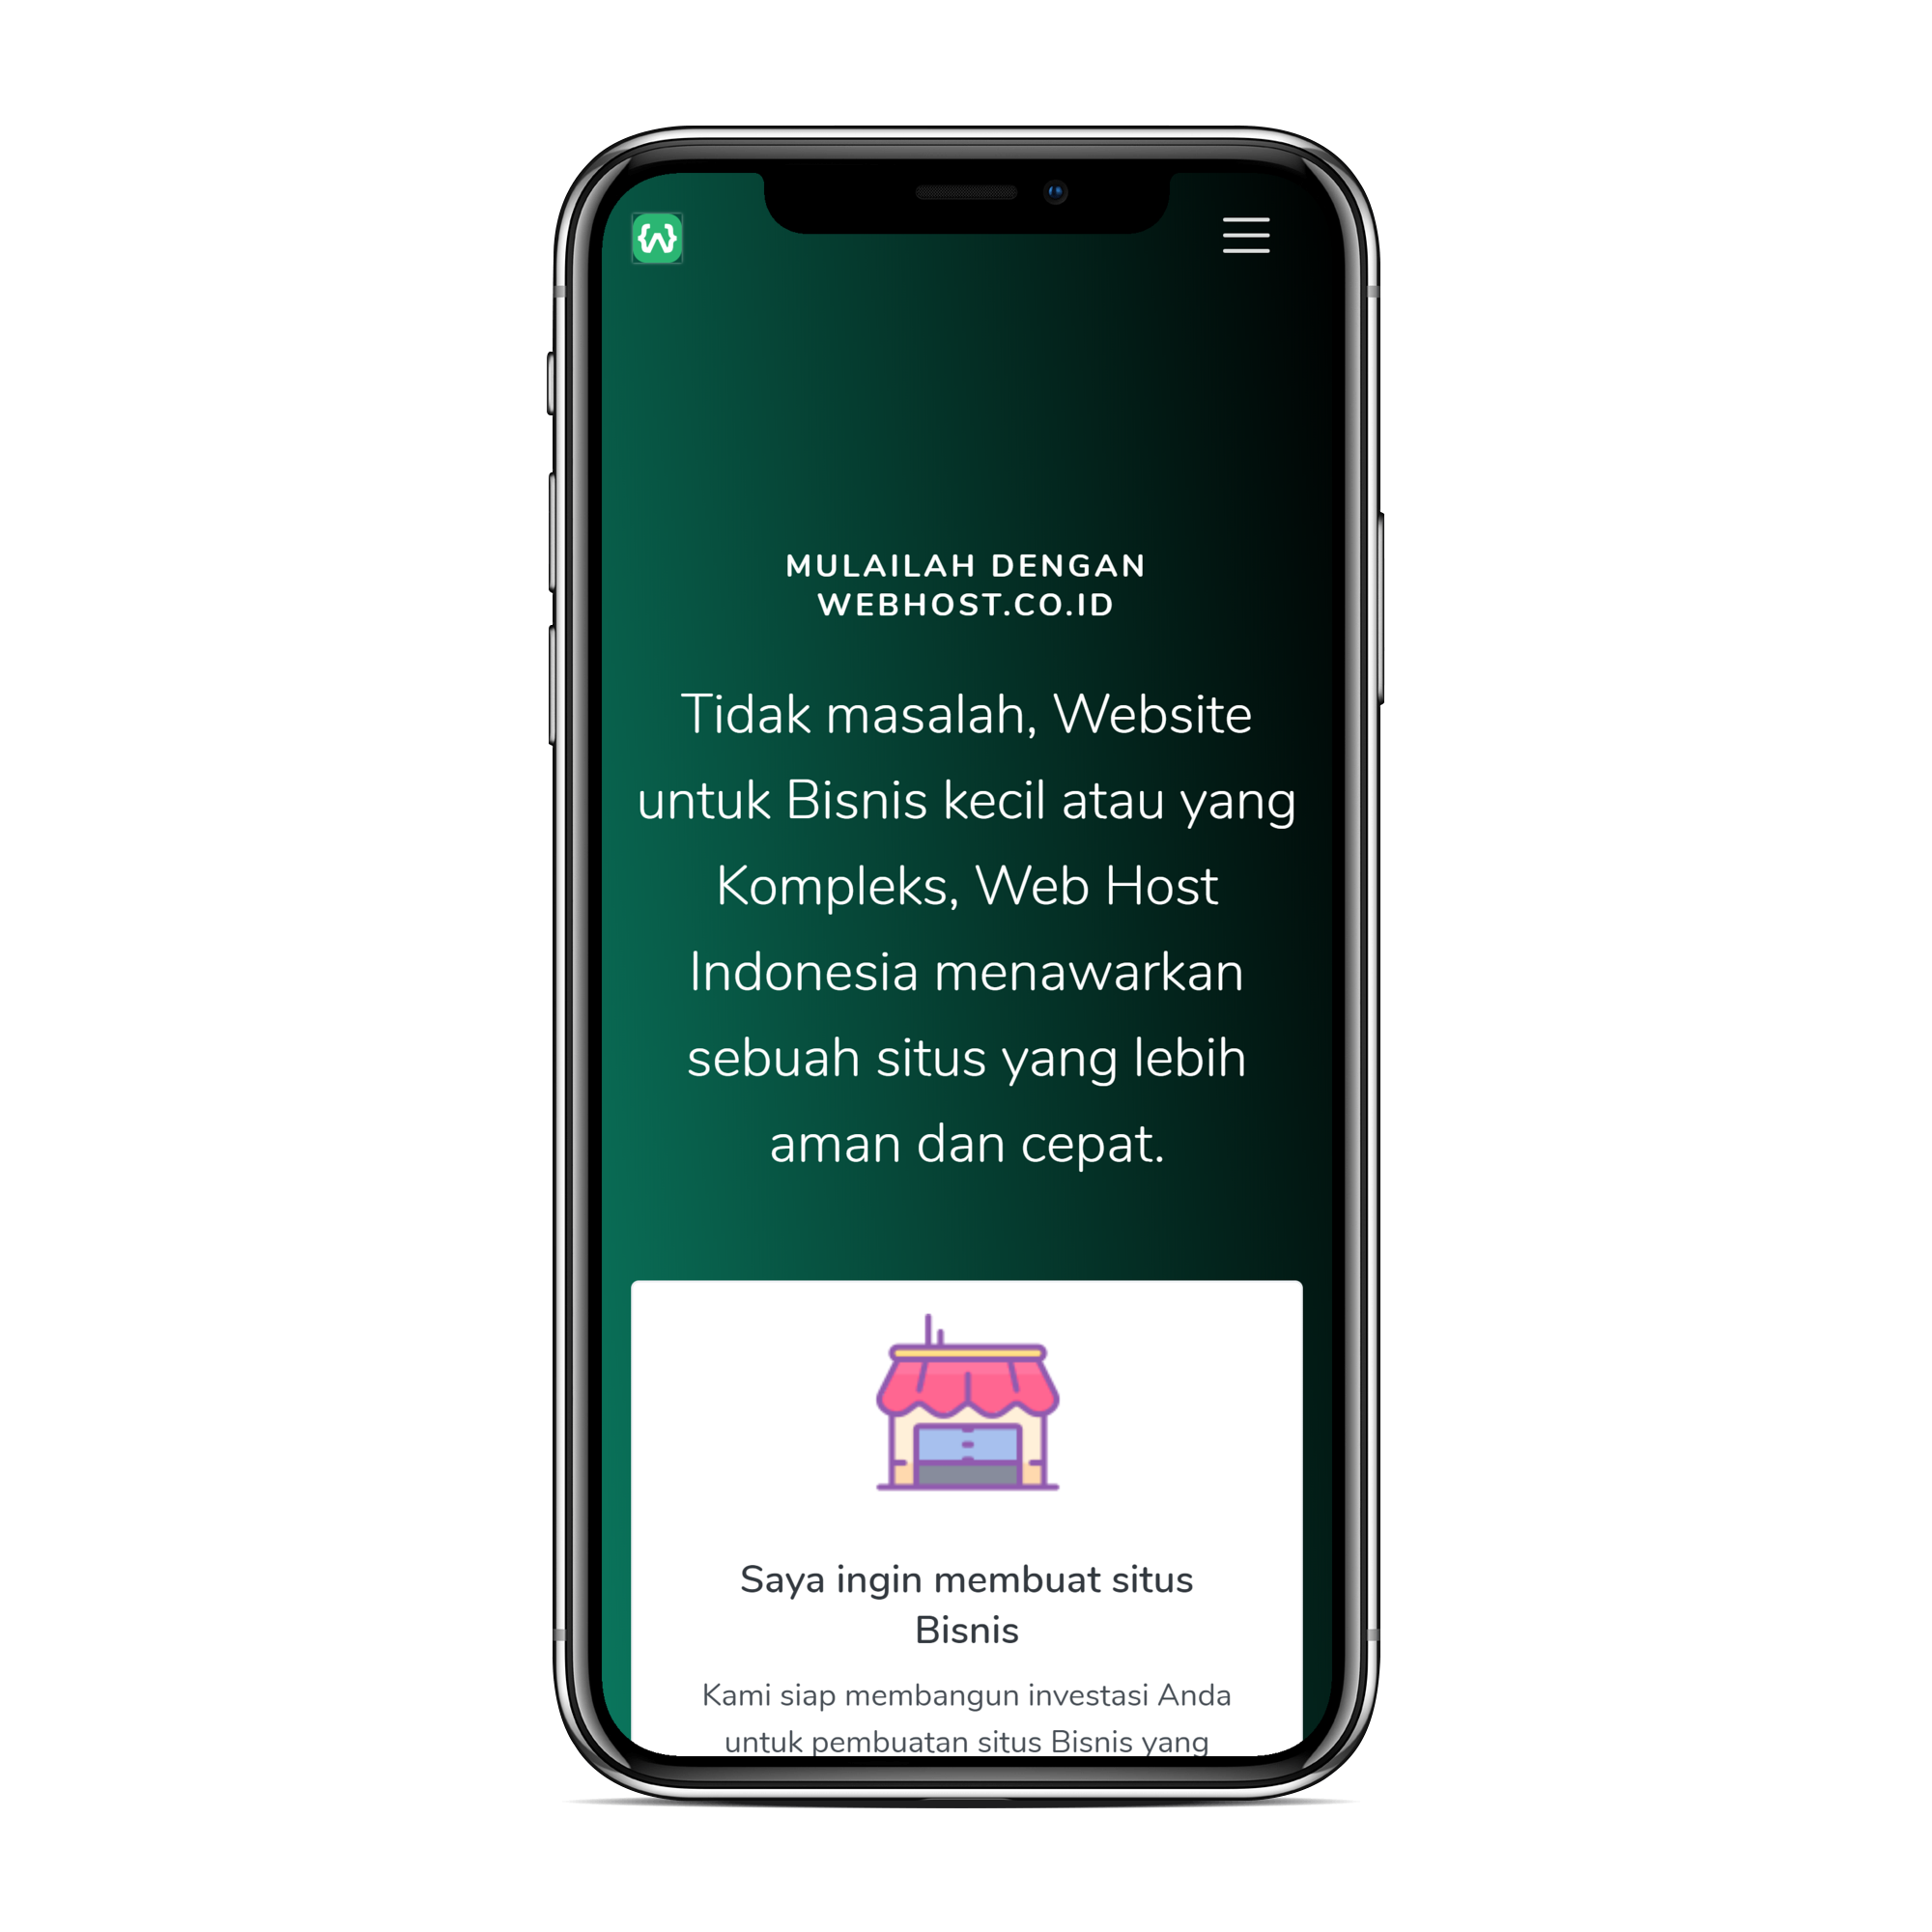 MULAILAH DENGAN
WEBHOST.CO.ID
Tidak masalah, Website
untuk Bisnis kecil atau yang
Kompleks, Web Host
Indonesia menawarkan
sebuah situs yang lebih
aman dan cepat.
Saya ingin membuat situs
Bisnis
Kami siap membangun investasi Anda
untuk pembuatan situs Bisnis yang